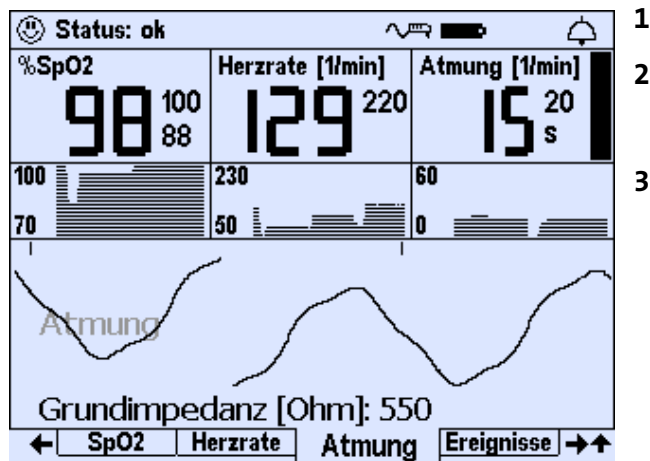 Status: ok
1
%SpO2 Herzrate [1/min] Atmung [1/min]
2
98 100 88
129 220
15 20 s
100 230 60
3
70 50 0
Atmung
Grundimpedanz [Ohm]: 550
SpO2 Herzrate Atmung Ereignisse